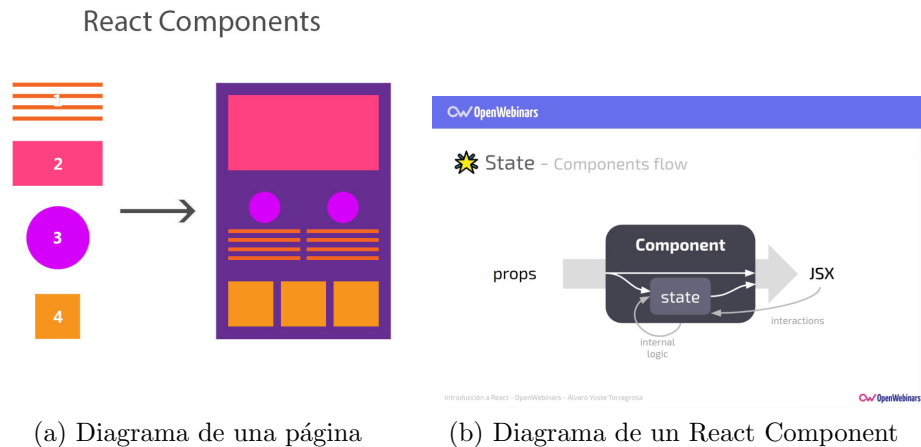 React Components
1
2
3
4
OpenWebinars
State - Components flow
Component
props
state
JSX
interactions
internal
logic
Introducción a React - OpenWebinars - Álvaro Yuste Torregrosa
OpenWebinars
(a) Diagrama de una página
(b) Diagrama de un React Component